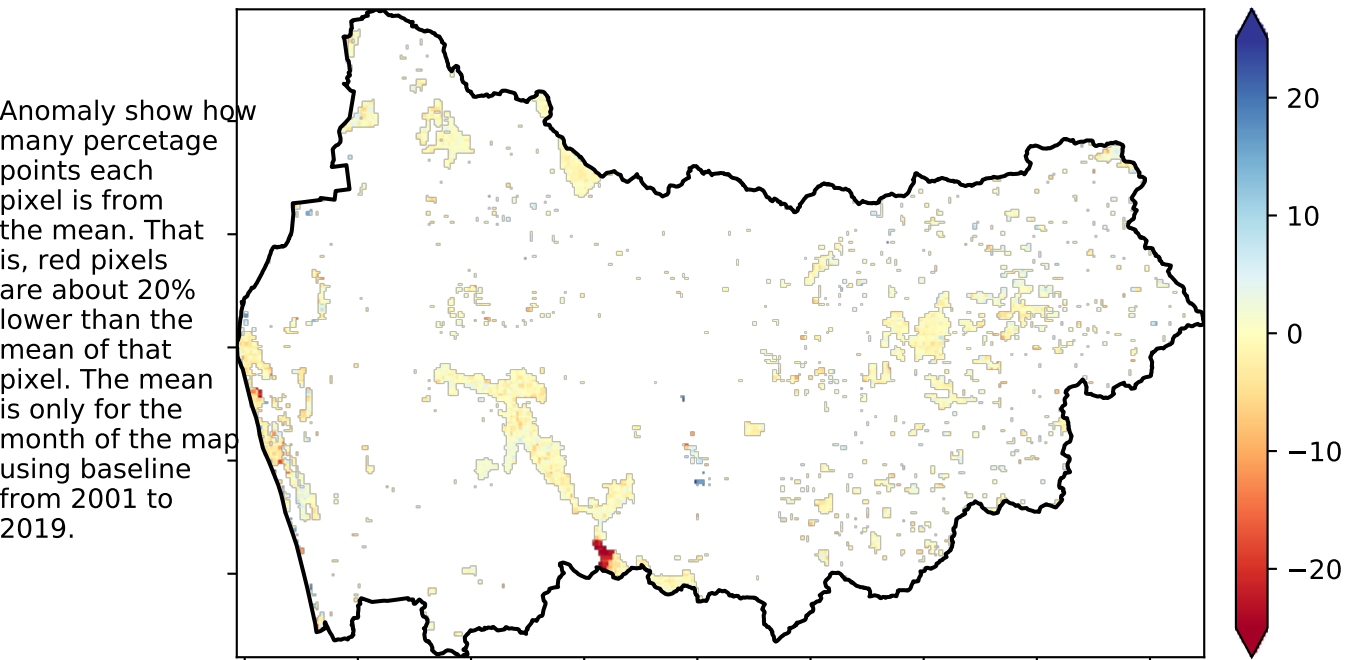 Anomaly show how
many percetage
points each
pixel is from
the mean. That
is, red pixels
are about 20%
lower than the
mean of that
pixel. The mean
is only for the
month of the map
using baseline
from 2001 to
2019.
20
10
0
−10
−20